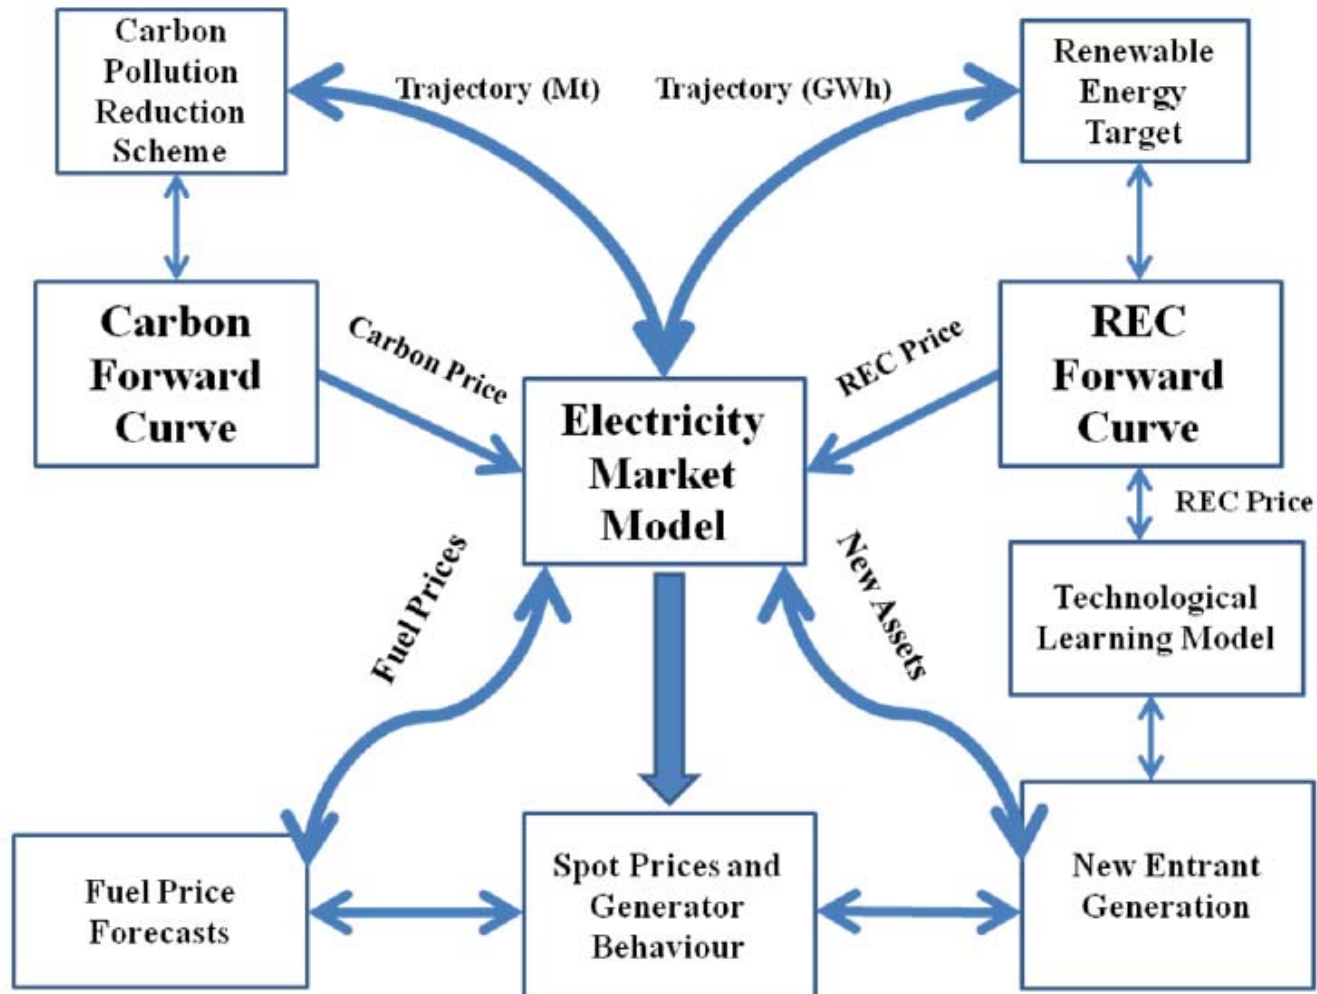 Carbon
Pollution
Reduction
Scheme
Trajectory (Mt)
Trajectory (GWh)
Renewable
Energy
Target
Carbon
Forward
Curve
Carbon Price
Electricity
Market
Model
REC Price
REC
Forward
Curve
REC Price
Technological
Learning Model
Fuel Prices
New Assets
Fuel Price
Forecasts
Spot Prices and
Generator
Behaviour
New Entrant
Generation